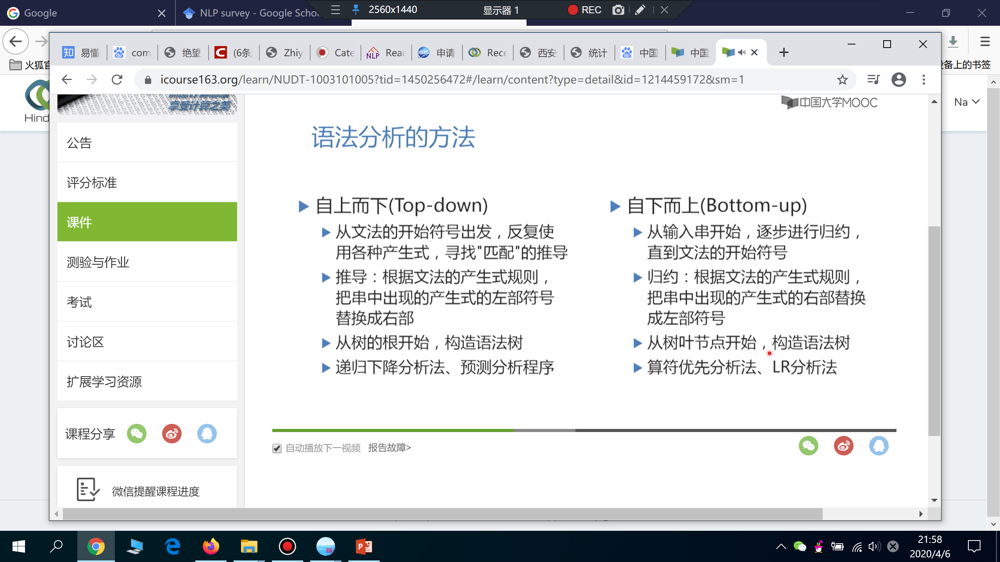 Google
NLP survey - Google Schol
2560x1440
显示器 1
REC
易懂
com
绝望
(6条
Zhiy
Cate
Reac
申请
Rece
西安
统计
中国
中国
火狐官
设备上的书签
icourse163.org/learn/NUDT-1003101005?tid=1450256472#/learn/content?type=detail&id=1214459172&sm=1
Hind
Na
享受计算之美
中国大学MOOC
公告
评分标准
课件
测验与作业
考试
讨论区
扩展学习资源
课程分享
微信提醒课程进度
语法分析的方法
自上而下(Top-down)
从文法的开始符号出发，反复使
用各种产生式，寻找"匹配"的推导
推导：根据文法的产生式规则，
把串中出现的产生式的左部符号
替换成右部
从树的根开始，构造语法树
递归下降分析法、预测分析程序
自下而上(Bottom-up)
从输入串开始，逐步进行归约，
直到文法的开始符号
归约：根据文法的产生式规则，
把串中出现的产生式的右部替换
成左部符号
从树叶节点开始，构造语法树
算符优先分析法、LR分析法
自动播放下一视频
报告故障>
21:58
2020/4/6